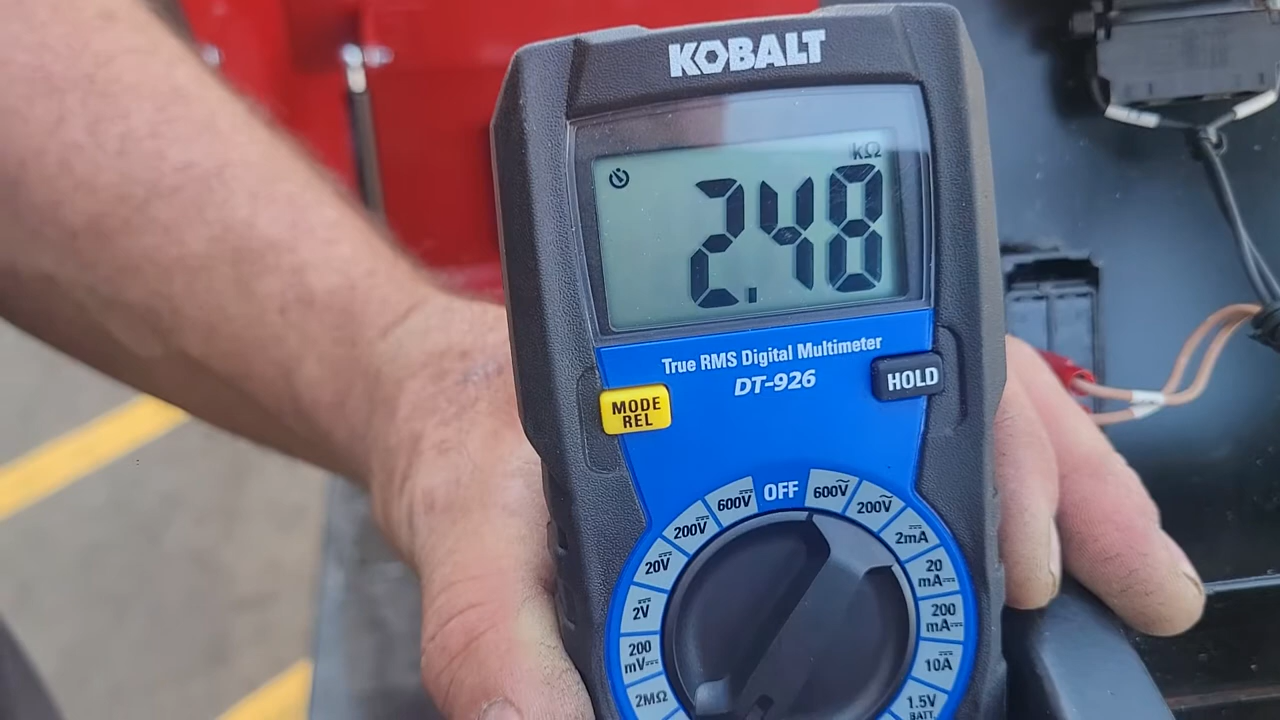 KOBALT
kΩ
2.48
True RMS Digital Multimeter
DT-926
HOLD
MODE
REL
OFF
600V
600V
200V
200V
2mA
20V
20
mA
2V
200
mA
200
mV
10A
2MΩ
1.5V
BATT.